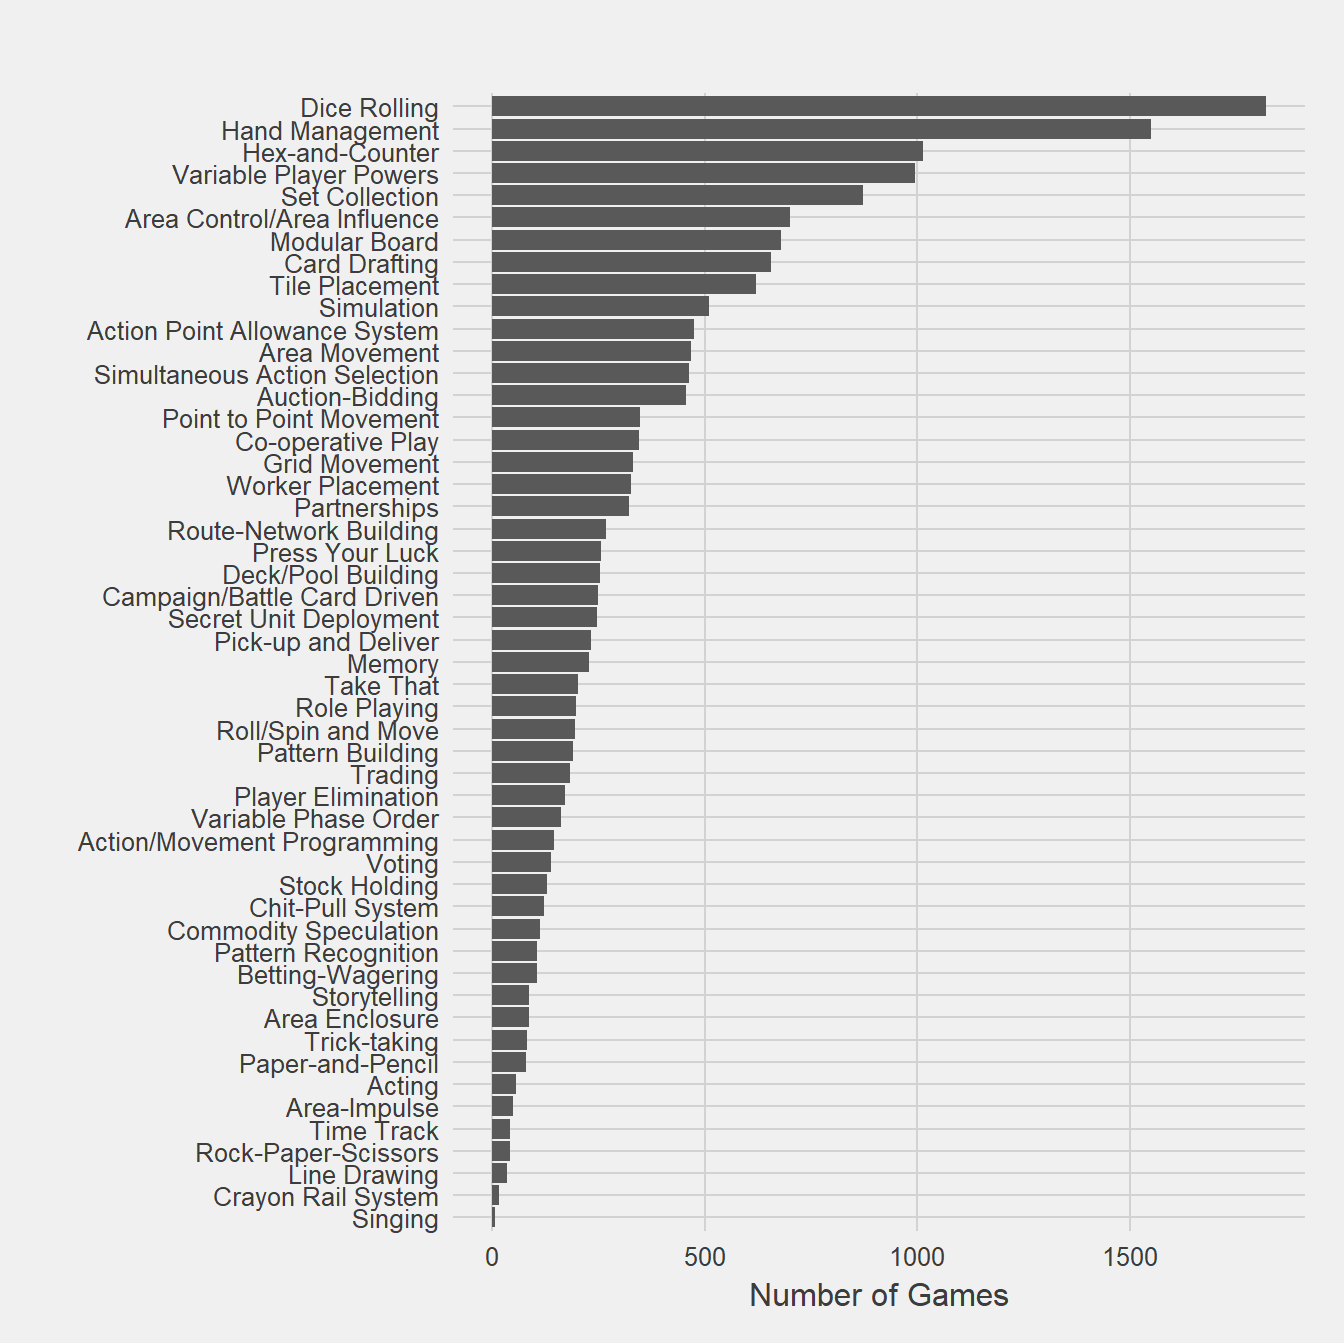 Dice Rolling
Hand Management
Hex-and-Counter
Variable Player Powers
Set Collection
Area Control/Area Influence
Modular Board
Card Drafting
Tile Placement
Simulation
Action Point Allowance System
Area Movement
Simultaneous Action Selection
Auction-Bidding
Point to Point Movement
Co-operative Play
Grid Movement
Worker Placement
Partnerships
Route-Network Building
Press Your Luck
Deck/Pool Building
Campaign/Battle Card Driven
Secret Unit Deployment
Pick-up and Deliver
Memory
Take That
Role Playing
Roll/Spin and Move
Pattern Building
Trading
Player Elimination
Variable Phase Order
Action/Movement Programming
Voting
Stock Holding
Chit-Pull System
Commodity Speculation
Pattern Recognition
Betting-Wagering
Storytelling
Area Enclosure
Trick-taking
Paper-and-Pencil
Acting
Area-Impulse
Time Track
Rock-Paper-Scissors
Line Drawing
Crayon Rail System
Singing
0 500 1000 1500
Number of Games